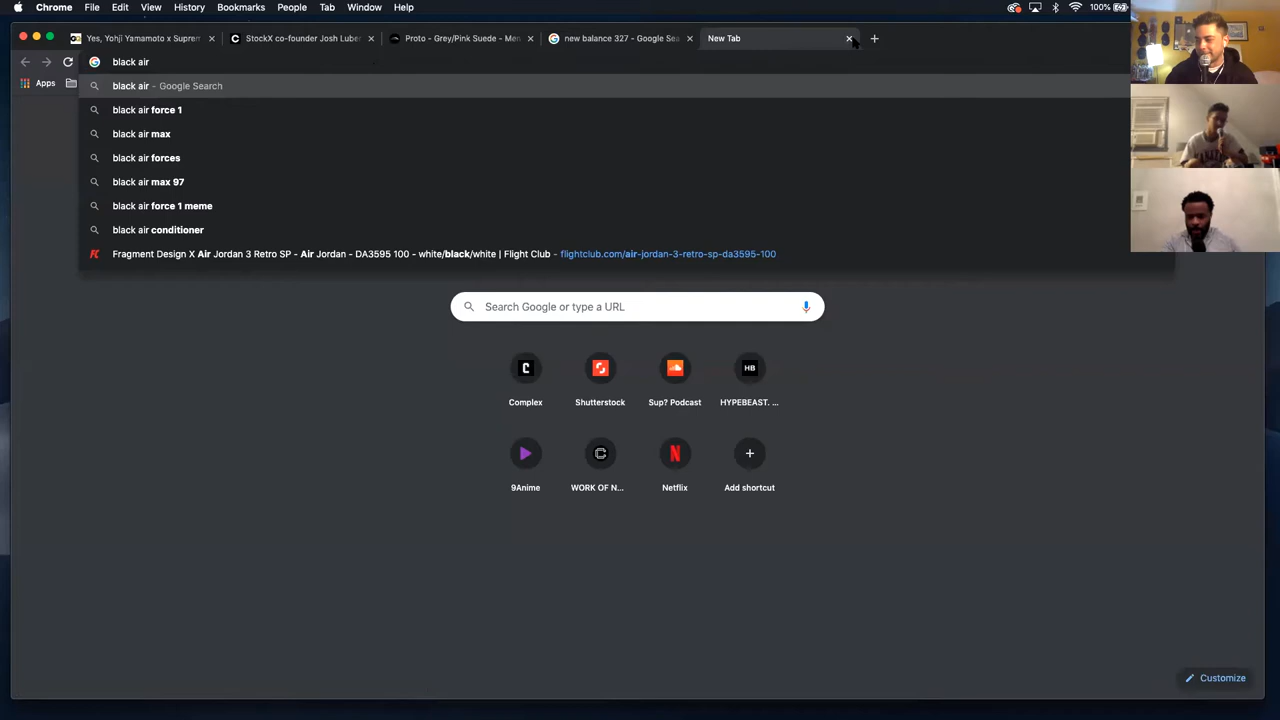 Chrome File Edit View History Bookmarks People Tab Window Help 100%
Yes, Yohji Yamamoto x Suprem StockX co-founder Josh Luber Proto - Grey/Pink Suede - Men new balance 327 - Google Sea New Tab
black air
Apps
black air - Google Search
black air force 1
black air max
black air forces
black air max 97
black air force 1 meme
black air conditioner
FC Fragment Design X Air Jordan 3 Retro SP - Air Jordan - DA3595 100 - white/black/white | Flight Club - flightclub.com/air-jordan-3-retro-sp-da3595-100
Search Google or type a URL
C HB
Complex Shutterstock Sup? Podcast HYPEBEAST. ...
N
9Anime WORK OF N... Netflix Add shortcut
Customize